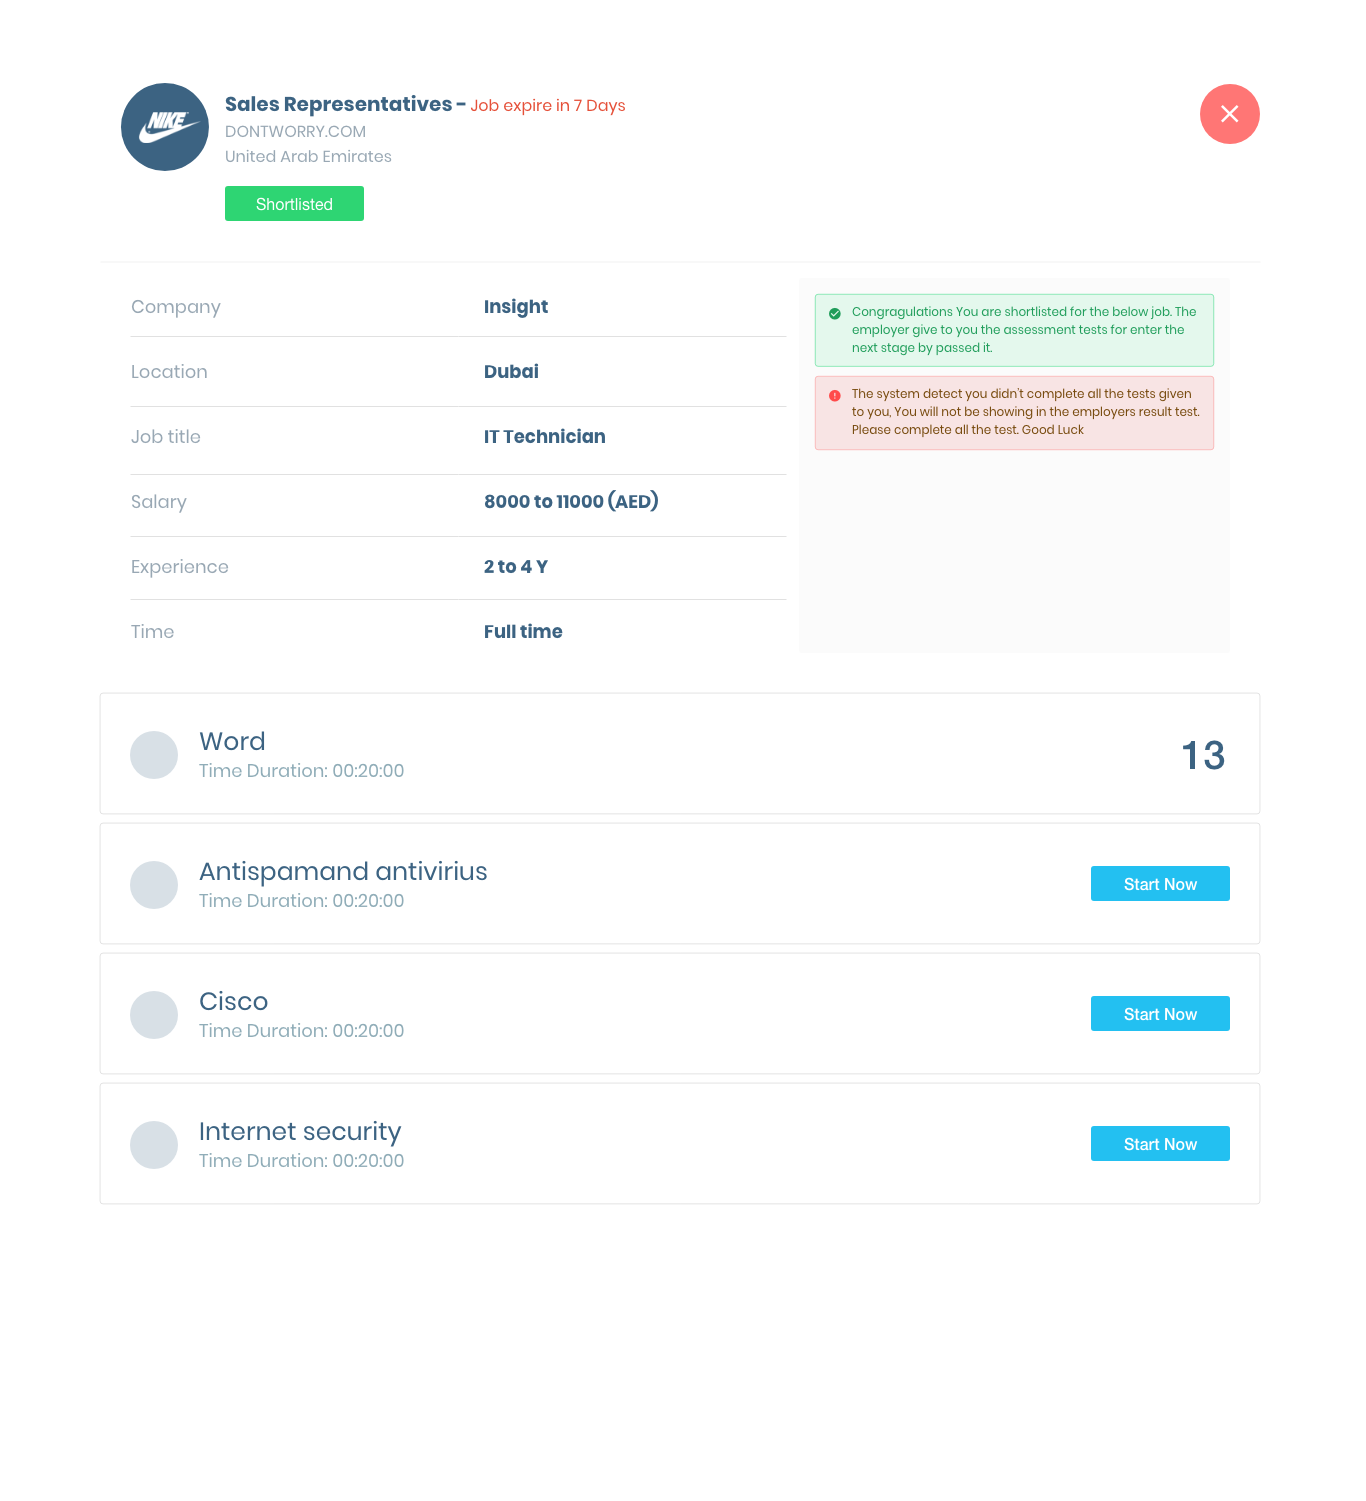 NIKE
Sales Representatives - Job expire in 7 Days
DONTWORRY.COM
United Arab Emirates
Shortlisted
Company Insight
Location Dubai
Job title IT Technician
Salary 8000 to 11000 (AED)
Experience 2 to 4 Y
Time Full time
Congragulations You are shortlisted for the below job. The
employer give to you the assessment tests for enter the
next stage by passed it.
The system detect you didn't complete all the tests given
to you, You will not be showing in the employers result test.
Please complete all the test. Good Luck
Word
Time Duration: 00:20:00
13
Antispamand antivirius
Time Duration: 00:20:00
Start Now
Cisco
Time Duration: 00:20:00
Start Now
Internet security
Time Duration: 00:20:00
Start Now